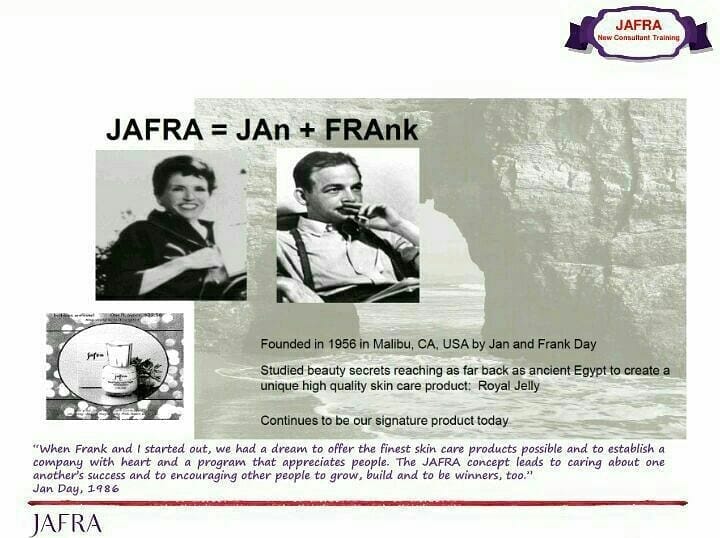 JAFRA
New Consultant Training
JAFRA = JAn + FRAnk
jafra
Founded in 1956 in Malibu, CA, USA by Jan and Frank Day
Studied beauty secrets reaching as far back as ancient Egypt to create a
unique high quality skin care product: Royal Jelly
Continues to be our signature product today
“When Frank and I started out, we had a dream to offer the finest skin care products possible and to establish a
company with heart and a program that appreciates people. The JAFRA concept leads to caring about one
another's success and to encouraging other people to grow, build and to be winners, too.”
Jan Day, 1986
JAFRA